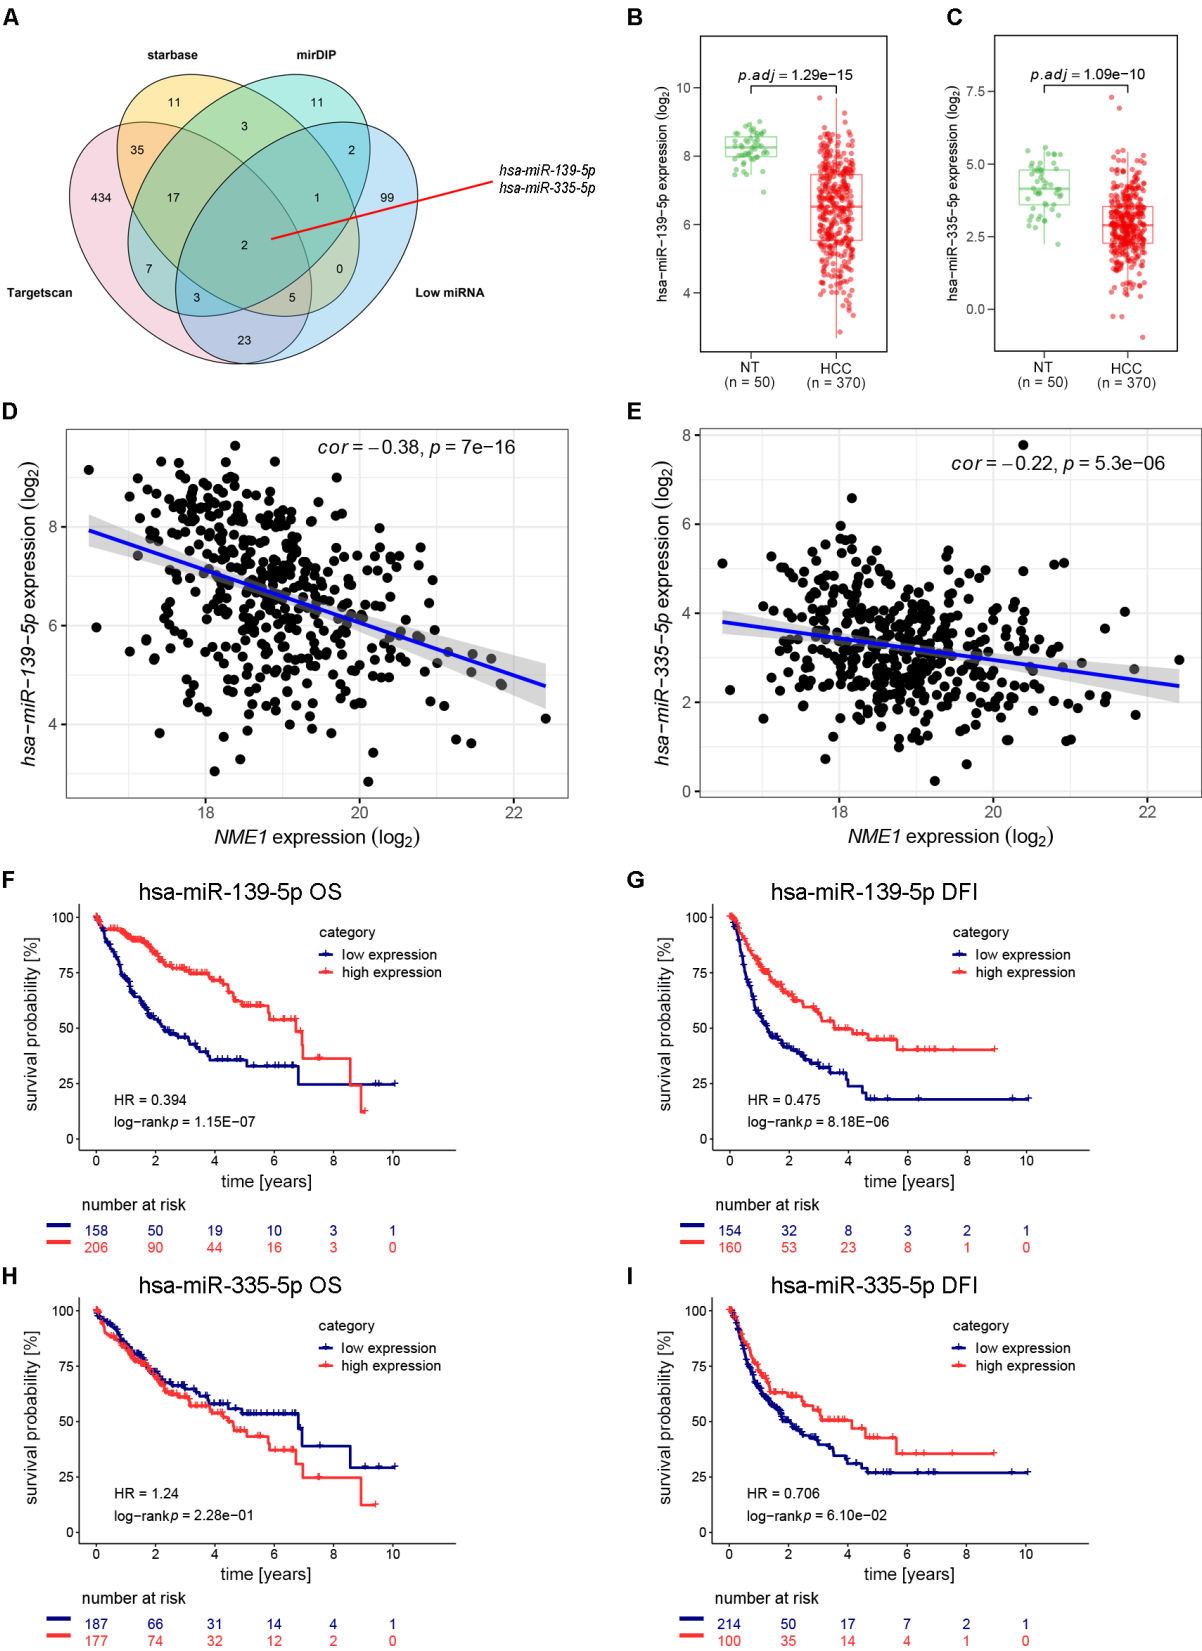 A
starbase
mirDIP
11
11
3
35
2
434
17
1
99
hsa-miR-139-5p
hsa-miR-335-5p
2
7
0
3
5
Targetscan
Low miRNA
23
B
p.adj = 1.29e−15
hsa−miR−139−5p expression (log2)
10
8
6
4
NT
(n = 50)
HCC
(n = 370)
C
p.adj = 1.09e−10
hsa−miR−335−5p expression (log2)
7.5
5.0
2.5
0.0
NT
(n = 50)
HCC
(n = 370)
D
cor = −0.38, p = 7e−16
hsa−miR−139−5p expression (log2)
8
6
4
18
20
22
NME1 expression (log2)
E
cor = −0.22, p = 5.3e−06
hsa−miR−335−5p expression (log2)
8
6
4
2
0
18
20
22
NME1 expression (log2)
F
hsa-miR-139-5p OS
survival probability [%]
100
75
50
25
0
category
low expression
high expression
HR = 0.394
log−rank p = 1.15E−07
0 2 4 6 8 10
time [years]
number at risk
158 50 19 10 3 1
206 90 44 16 3 0
G
hsa-miR-139-5p DFI
survival probability [%]
100
75
50
25
0
category
low expression
high expression
HR = 0.475
log−rank p = 8.18E−06
0 2 4 6 8 10
time [years]
number at risk
154 32 8 3 2 1
160 53 23 8 1 0
H
hsa-miR-335-5p OS
survival probability [%]
100
75
50
25
0
category
low expression
high expression
HR = 1.24
log−rank p = 2.28e−01
0 2 4 6 8 10
time [years]
number at risk
187 66 31 14 4 1
177 74 32 12 2 0
I
hsa-miR-335-5p DFI
survival probability [%]
100
75
50
25
0
category
low expression
high expression
HR = 0.706
log−rank p = 6.10e−02
0 2 4 6 8 10
time [years]
number at risk
214 50 17 7 2 1
100 35 14 4 1 0